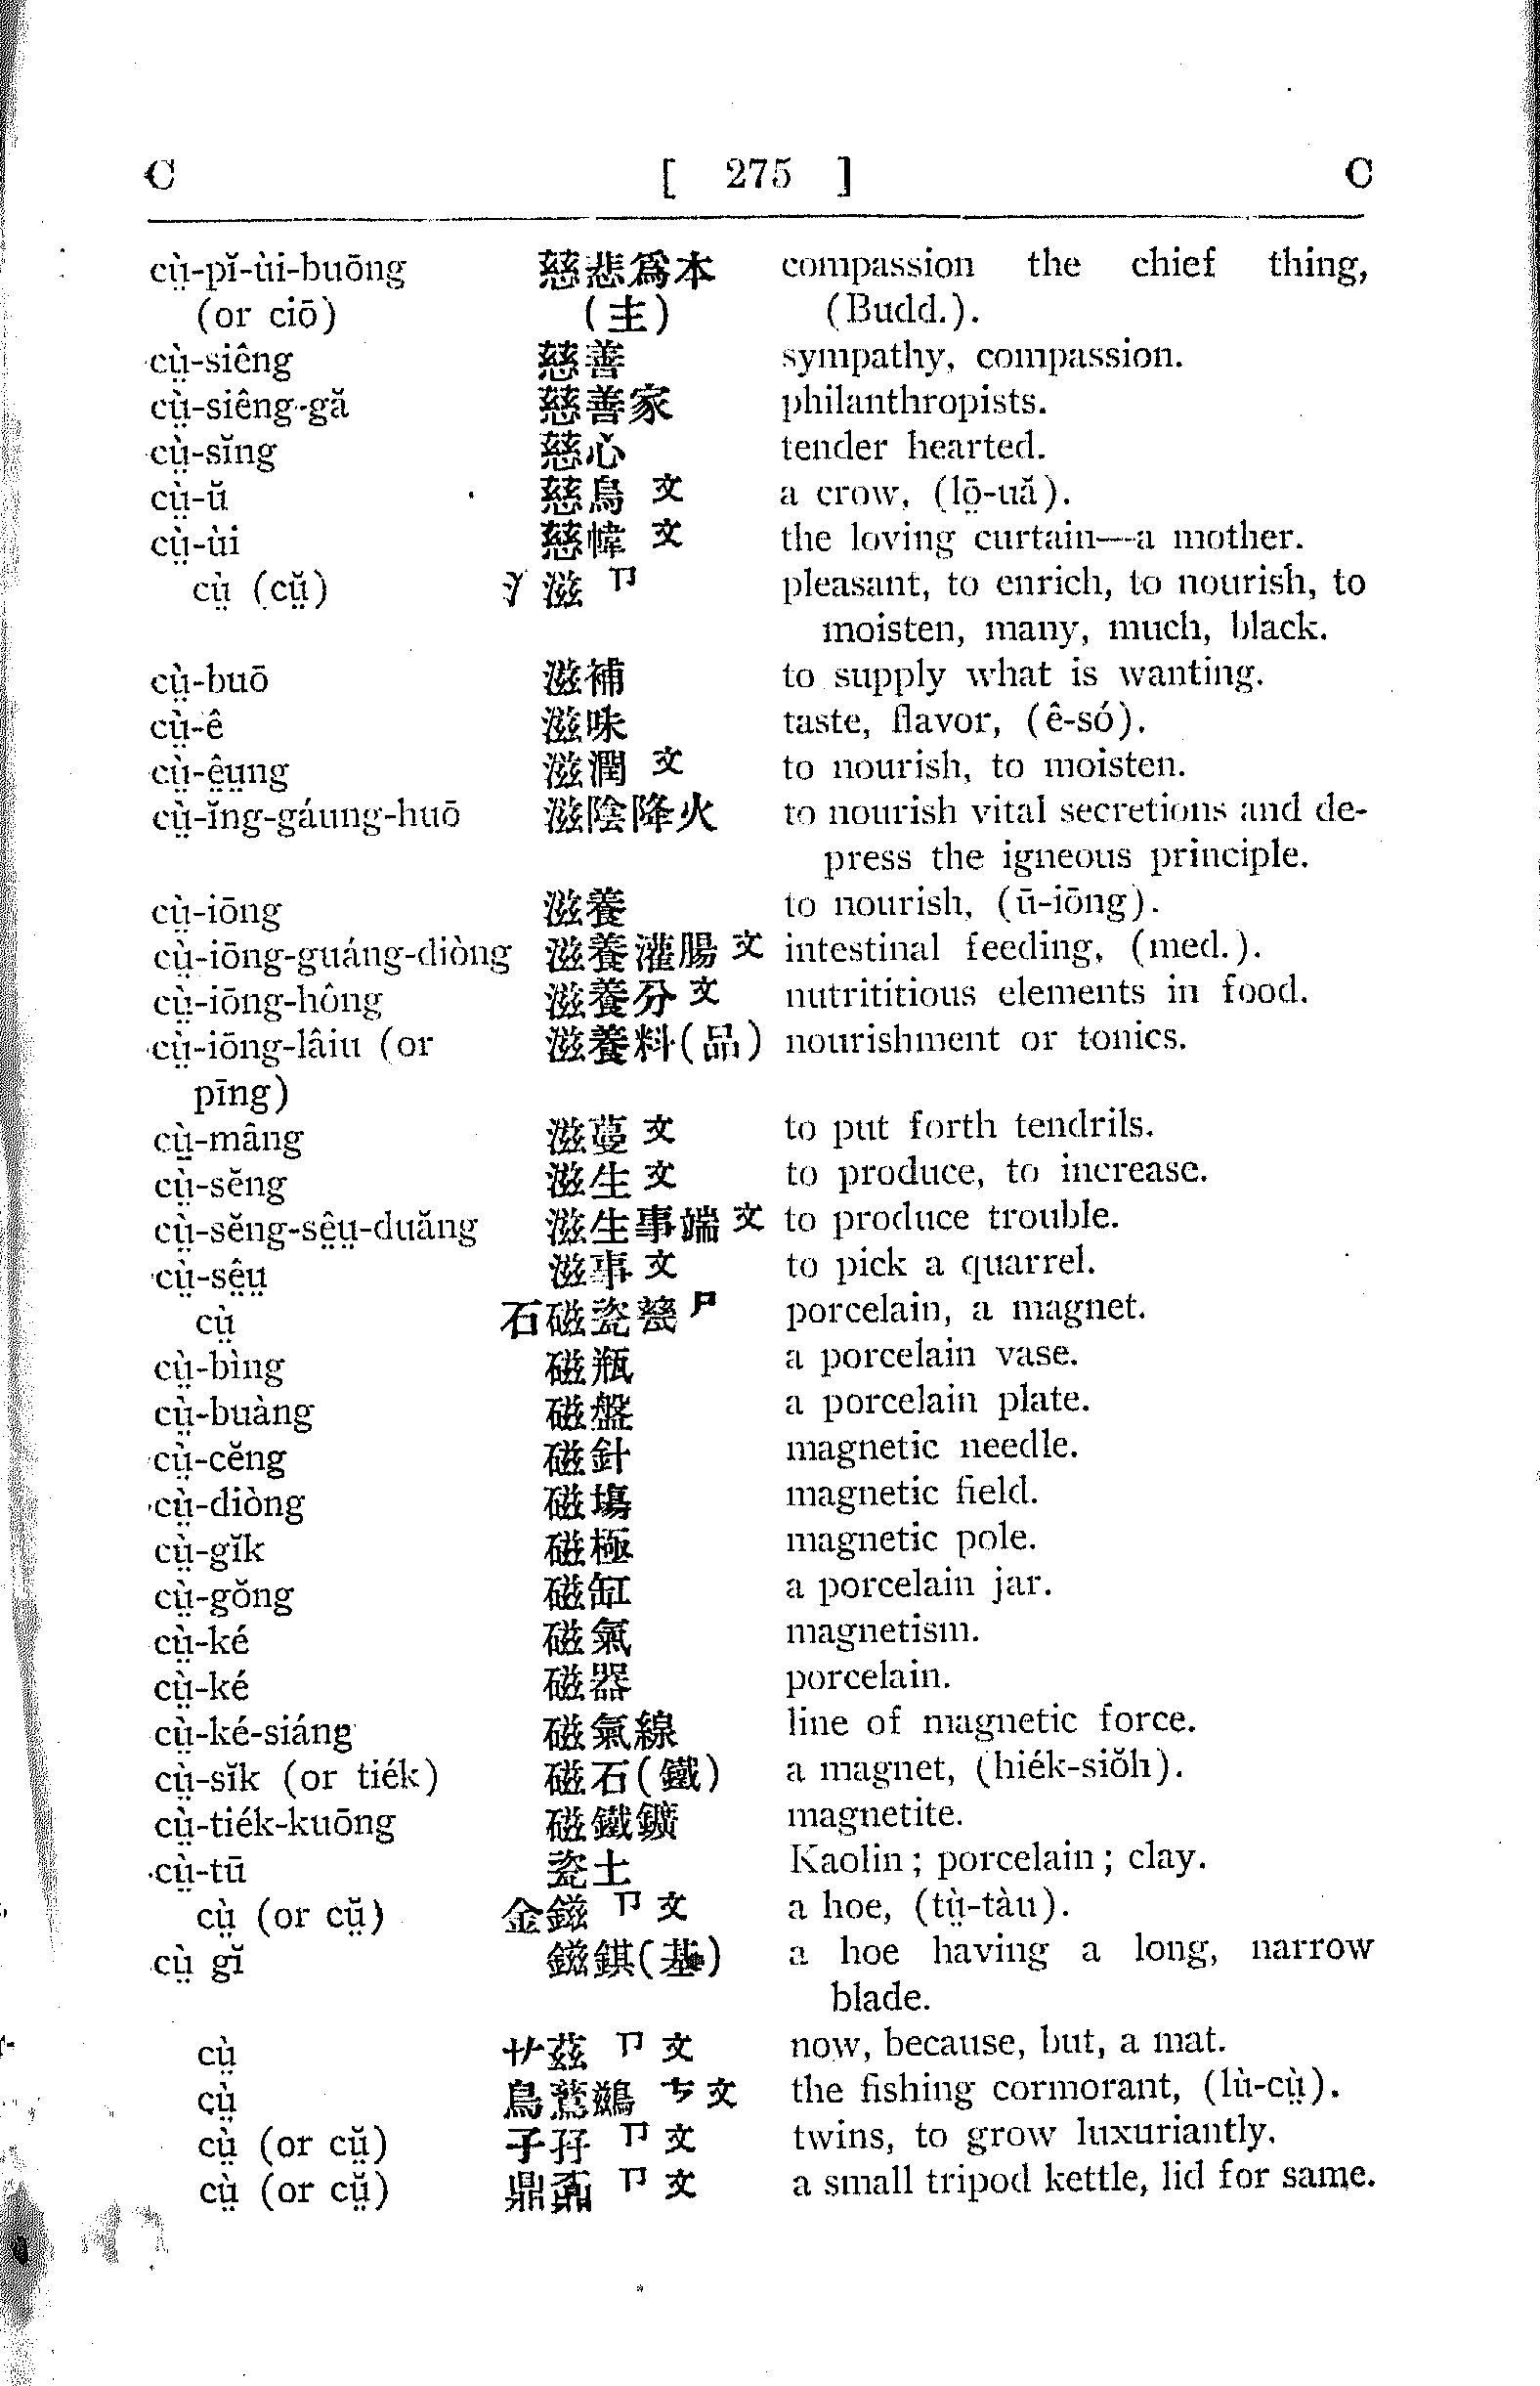 C [ 275 ] C
cṳ̀-pĭ-ùi-buōng 慈悲爲本 compassion the chief thing,
(or ciō) (主) (Budd.).
cṳ̀-siêng 慈善 sympathy, compassion.
cṳ̀-siêng-gă 慈善家 philanthropists.
cṳ̀-sĭng 慈心 tender hearted.
cṳ̀-ŭ 慈烏 文 a crow, (lō̤-uă).
cṳ̀-ùi 慈幃 文 the loving curtain—a mother.
cṳ̀ (cṳ̆) 氵滋 ㄗ pleasant, to enrich, to nourish, to
moisten, many, much, black.
cṳ̀-buō 滋補 to supply what is wanting.
cṳ̀-ê 滋味 taste, flavor, (ê-só).
cṳ̀-ê̤ṳng 滋潤 文 to nourish, to moisten.
cṳ̀-ĭng-gáung-huō 滋陰降火 to nourish vital secretions and de-
press the igneous principle.
cṳ̀-iōng 滋養 to nourish, (ū-iōng).
cṳ̀-iōng-guáng-diòng 滋養灌腸 文 intestinal feeding, (med.).
cṳ̀-iōng-hông 滋養分 文 nutrititious elements in food.
cṳ̀-iōng-lâiu (or 滋養料(品) nourishment or tonics.
pīng)
cṳ̀-mâng 滋蔓 文 to put forth tendrils.
cṳ̀-sĕng 滋生 文 to produce, to increase.
cṳ̀-sĕng-sê̤ṳ-duăng 滋生事端 文 to produce trouble.
cṳ̀-sê̤ṳ 滋事 文 to pick a quarrel.
cṳ̀ 石磁瓷甆 ㄕ porcelain, a magnet.
cṳ̀-bìng 磁瓶 a porcelain vase.
cṳ̀-buàng 磁盤 a porcelain plate.
cṳ̀-cĕng 磁針 magnetic needle.
cṳ̀-diòng 磁塲 magnetic field.
cṳ̀-gĭk 磁極 magnetic pole.
cṳ̀-gŏng 磁缸 a porcelain jar.
cṳ̀-ké 磁氣 magnetism.
cṳ̀-ké 磁器 porcelain.
cṳ̀-ké-siáng 磁氣線 line of magnetic force.
cṳ̀-sĭk (or tiék) 磁石(鐵) a magnet, (hiék-siŏh).
cṳ̀-tiék-kuōng 磁鐵鑛 magnetite.
cṳ̀-tū 瓷土 Kaolin; porcelain; clay.
cṳ̀ (or cṳ̆) 金鎡 ㄗ 文 a hoe, (tṳ̀-tàu).
cṳ̀ gĭ 鎡錤(基) a hoe having a long, narrow
blade.
cṳ̀ 艹茲 ㄗ 文 now, because, but, a mat.
cṳ̀ 鳥鶿鷀 ㄘ 文 the fishing cormorant, (lù-cṳ̀).
cṳ̀ (or cṳ̆) 子孖 ㄗ 文 twins, to grow luxuriantly.
cṳ̀ (or cṳ̆) 鼎鼒 ㄗ 文 a small tripod kettle, lid for same.